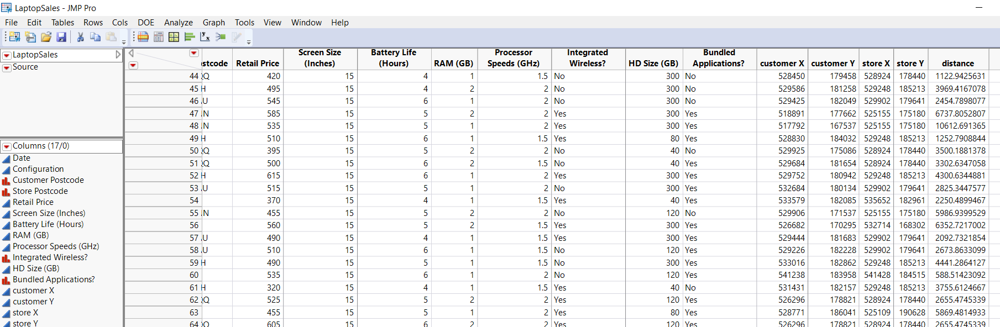 LaptopSales - JMP Pro
File Edit Tables Rows Cols DOE Analyze Graph Tools View Window Help
LaptopSales
Source
Columns (17/0)
Date
Configuration
Customer Postcode
Store Postcode
Retail Price
Screen Size (Inches)
Battery Life (Hours)
RAM (GB)
Processor Speeds (GHz)
Integrated Wireless?
HD Size (GB)
Bundled Applications?
customer X
customer Y
store X
store Y
stcode Retail Price Screen Size (Inches) Battery Life (Hours) RAM (GB) Processor Speeds (GHz) Integrated Wireless? HD Size (GB) Bundled Applications? customer X customer Y store X store Y distance
44 Q 420 15 4 1 1.5 No 300 No 528450 179458 528924 178440 1122.9425631
45 H 495 15 4 2 2 No 300 No 529586 181258 529248 185213 3969.4167078
46 U 545 15 6 1 2 No 300 No 529425 182049 529902 179641 2454.7898077
47 N 585 15 5 2 2 Yes 300 Yes 518891 177662 525155 175180 6737.8052807
48 N 535 15 5 1 2 Yes 300 Yes 517792 167537 525155 175180 10612.691365
49 H 510 15 6 1 1.5 Yes 80 Yes 528830 184032 529248 185213 1252.7908844
50 Q 395 15 5 2 2 No 40 No 529925 175086 528924 178440 3500.1881378
51 Q 500 15 6 2 1.5 No 40 Yes 529684 181654 528924 178440 3302.6347058
52 H 615 15 6 1 2 Yes 300 Yes 529752 180942 529248 185213 4300.6344881
53 U 515 15 5 1 2 No 300 Yes 532684 180134 529902 179641 2825.3447577
54 370 15 4 1 1.5 Yes 40 Yes 533579 182085 535652 182961 2250.4899467
55 N 455 15 5 2 2 No 120 No 529906 171537 525155 175180 5986.9399529
56 560 15 5 2 1.5 Yes 300 Yes 526682 170295 532714 168302 6352.7217002
57 U 490 15 4 1 1.5 Yes 300 Yes 529444 181683 529902 179641 2092.7321854
58 U 510 15 6 1 1.5 No 120 Yes 529226 182228 529902 179641 2673.8633099
59 H 490 15 5 1 1.5 No 300 Yes 533016 182862 529248 185213 4441.2864127
60 535 15 6 1 2 No 120 Yes 541238 183958 541428 184515 588.51423092
61 H 320 15 4 1 1.5 Yes 40 No 531431 182157 529248 185213 3755.6124667
62 Q 525 15 5 2 2 Yes 120 Yes 526296 178821 528924 178440 2655.4745339
63 455 15 5 1 2 Yes 80 Yes 528771 186041 525109 190628 5869.4814933
64 Q 605 15 6 2 2 Yes 120 Yes 526296 178821 528924 178440 2655.4745339